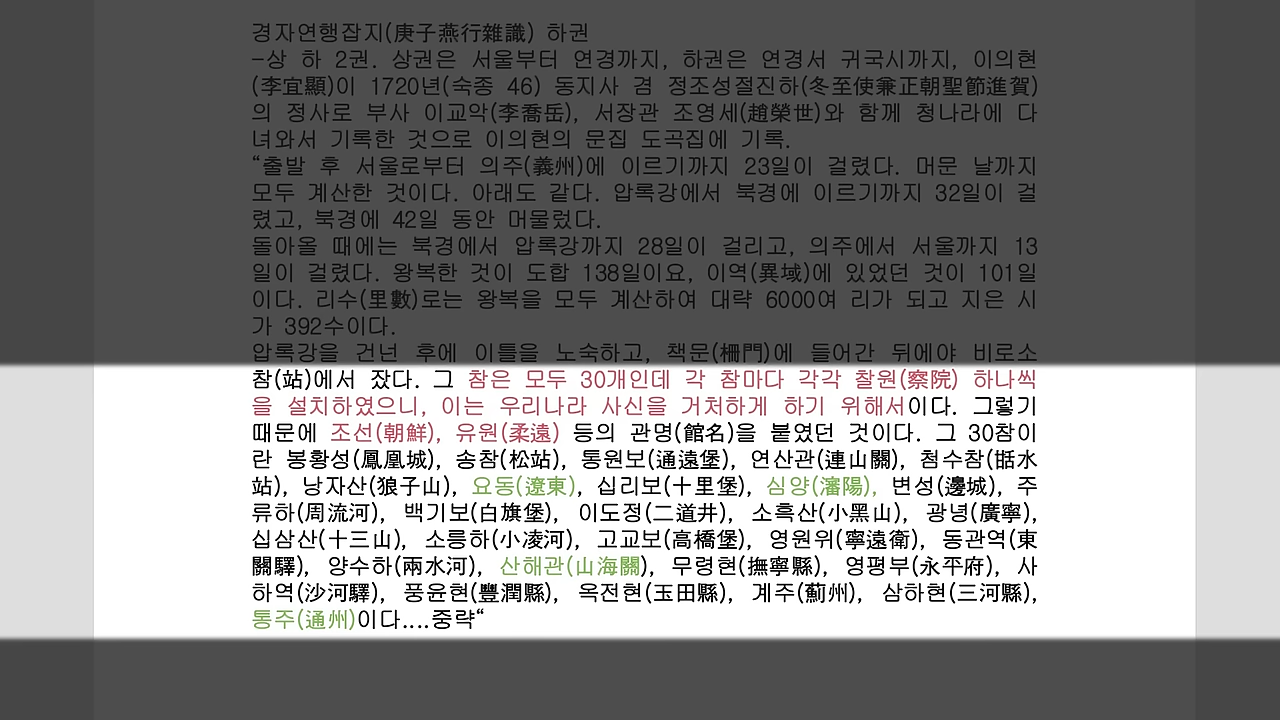 경자연행잡지(庚子燕行雜識) 하권
-상 하 2권. 상권은 서울부터 연경까지, 하권은 연경서 귀국시까지, 이의현
(李宜顯)이 1720년(숙종 46) 동지사 겸 정조성절진하(冬至使兼正朝聖節進賀)
의 정사로 부사 이교악(李喬岳), 서장관 조영세(趙榮世)와 함께 청나라에 다
녀와서 기록한 것으로 이의현의 문집 도곡집에 기록.
“출발 후 서울로부터 의주(義州)에 이르기까지 23일이 걸렸다. 머문 날까지
모두 계산한 것이다. 아래도 같다. 압록강에서 북경에 이르기까지 32일이 걸
렸고, 북경에 42일 동안 머물렀다.
돌아올 때에는 북경에서 압록강까지 28일이 걸리고, 의주에서 서울까지 13
일이 걸렸다. 왕복한 것이 도합 138일이요, 이역(異域)에 있었던 것이 101일
이다. 리수(里數)로는 왕복을 모두 계산하여 대략 6000여 리가 되고 지은 시
가 392수이다.
압록강을 건넌 후에 이틀을 노숙하고, 책문(柵門)에 들어간 뒤에야 비로소
참(站)에서 잤다. 그 참은 모두 30개인데 각 참마다 각각 찰원(察院) 하나씩
을 설치하였으니, 이는 우리나라 사신을 거처하게 하기 위해서이다. 그렇기
때문에 조선(朝鮮), 유원(柔遠) 등의 관명(館名)을 붙였던 것이다. 그 30참이
란 봉황성(鳳凰城), 송참(松站), 통원보(通遠堡), 연산관(連山關), 첨수참(甛水
站), 낭자산(狼子山), 요동(遼東), 십리보(十里堡), 심양(瀋陽), 변성(邊城), 주
류하(周流河), 백기보(白旗堡), 이도정(二道井), 소흑산(小黑山), 광녕(廣寧),
십삼산(十三山), 소릉하(小凌河), 고교보(高橋堡), 영원위(寧遠衛), 동관역(東
關驛), 양수하(兩水河), 산해관(山海關), 무령현(撫寧縣), 영평부(永平府), 사
하역(沙河驛), 풍윤현(豐潤縣), 옥전현(玉田縣), 계주(薊州), 삼하현(三河縣),
통주(通州)이다....중략“